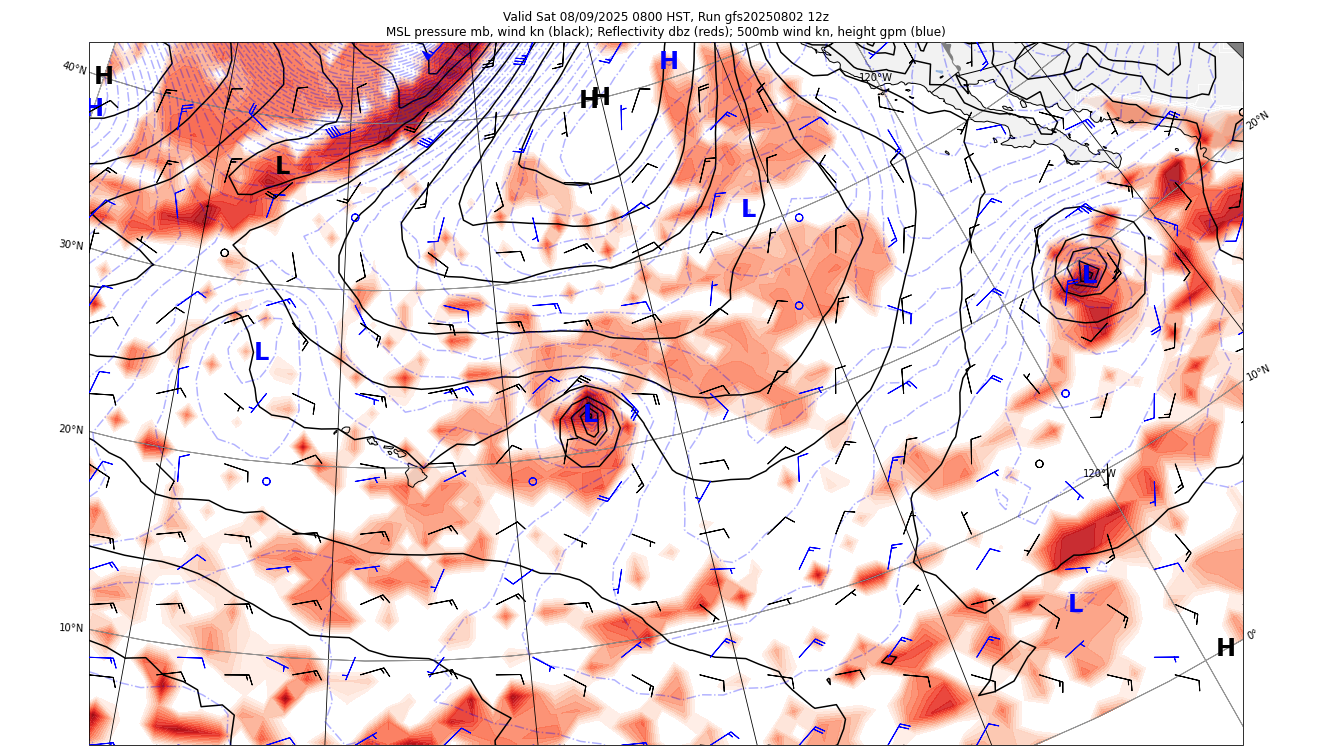 Valid Sat 08/09/2025 0800 HST, Run gfs20250802 12z
MSL pressure mb, wind kn (black); Reflectivity dbz (reds); 500mb wind kn, height gpm (blue)
40°N
H
H
H
H
H
120°W
20°N
L
L
30°N
L
L
L
10°N
20°N
120°W
10°N
L
0°
H